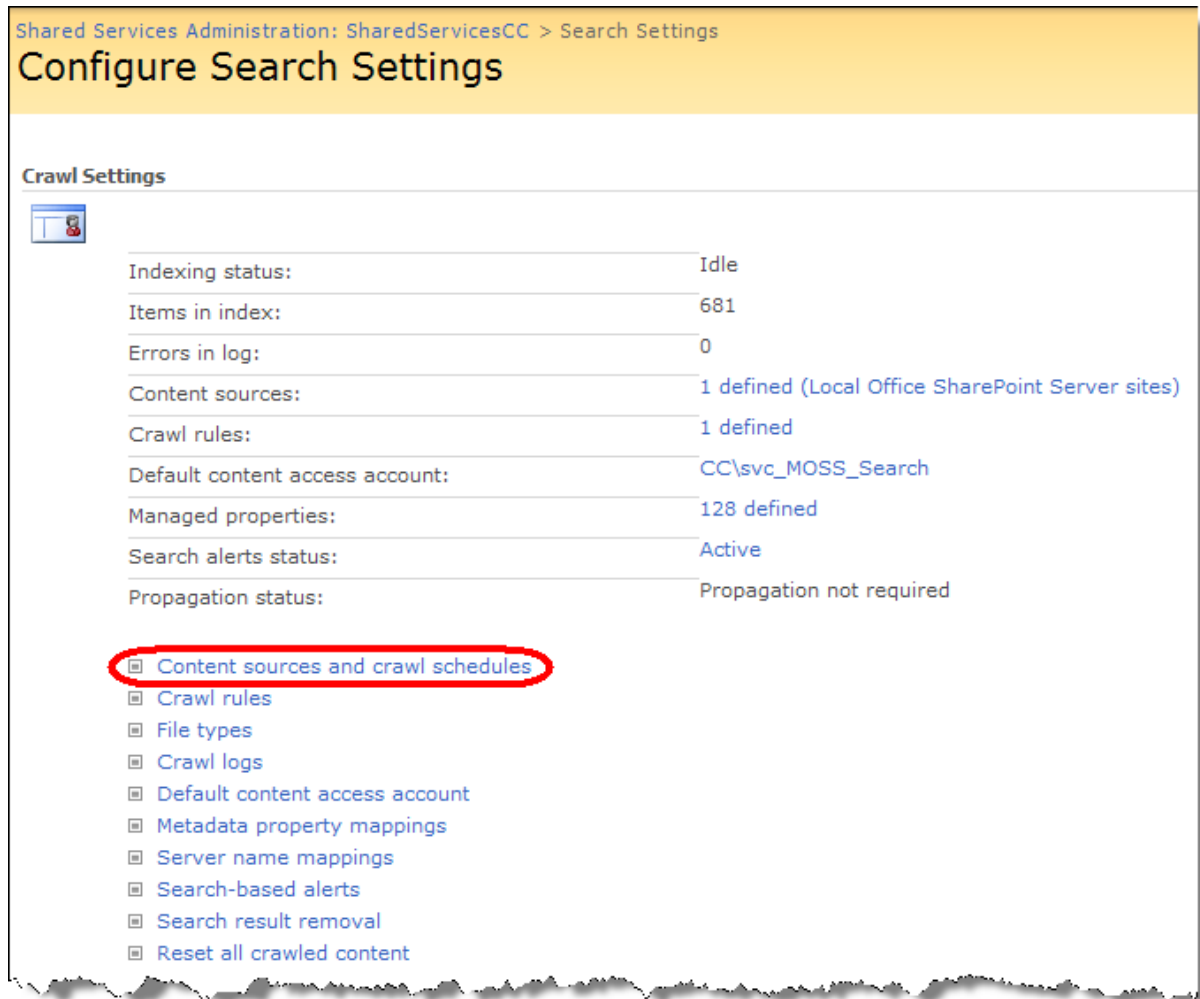 Shared Services Administration: SharedServicesCC > Search Settings
Configure Search Settings
Crawl Settings
Indexing status: Idle
Items in index: 681
Errors in log: 0
Content sources: 1 defined (Local Office SharePoint Server sites)
Crawl rules: 1 defined
Default content access account: CC\svc_MOSS_Search
Managed properties: 128 defined
Search alerts status: Active
Propagation status: Propagation not required
Content sources and crawl schedules
Crawl rules
File types
Crawl logs
Default content access account
Metadata property mappings
Server name mappings
Search-based alerts
Search result removal
Reset all crawled content